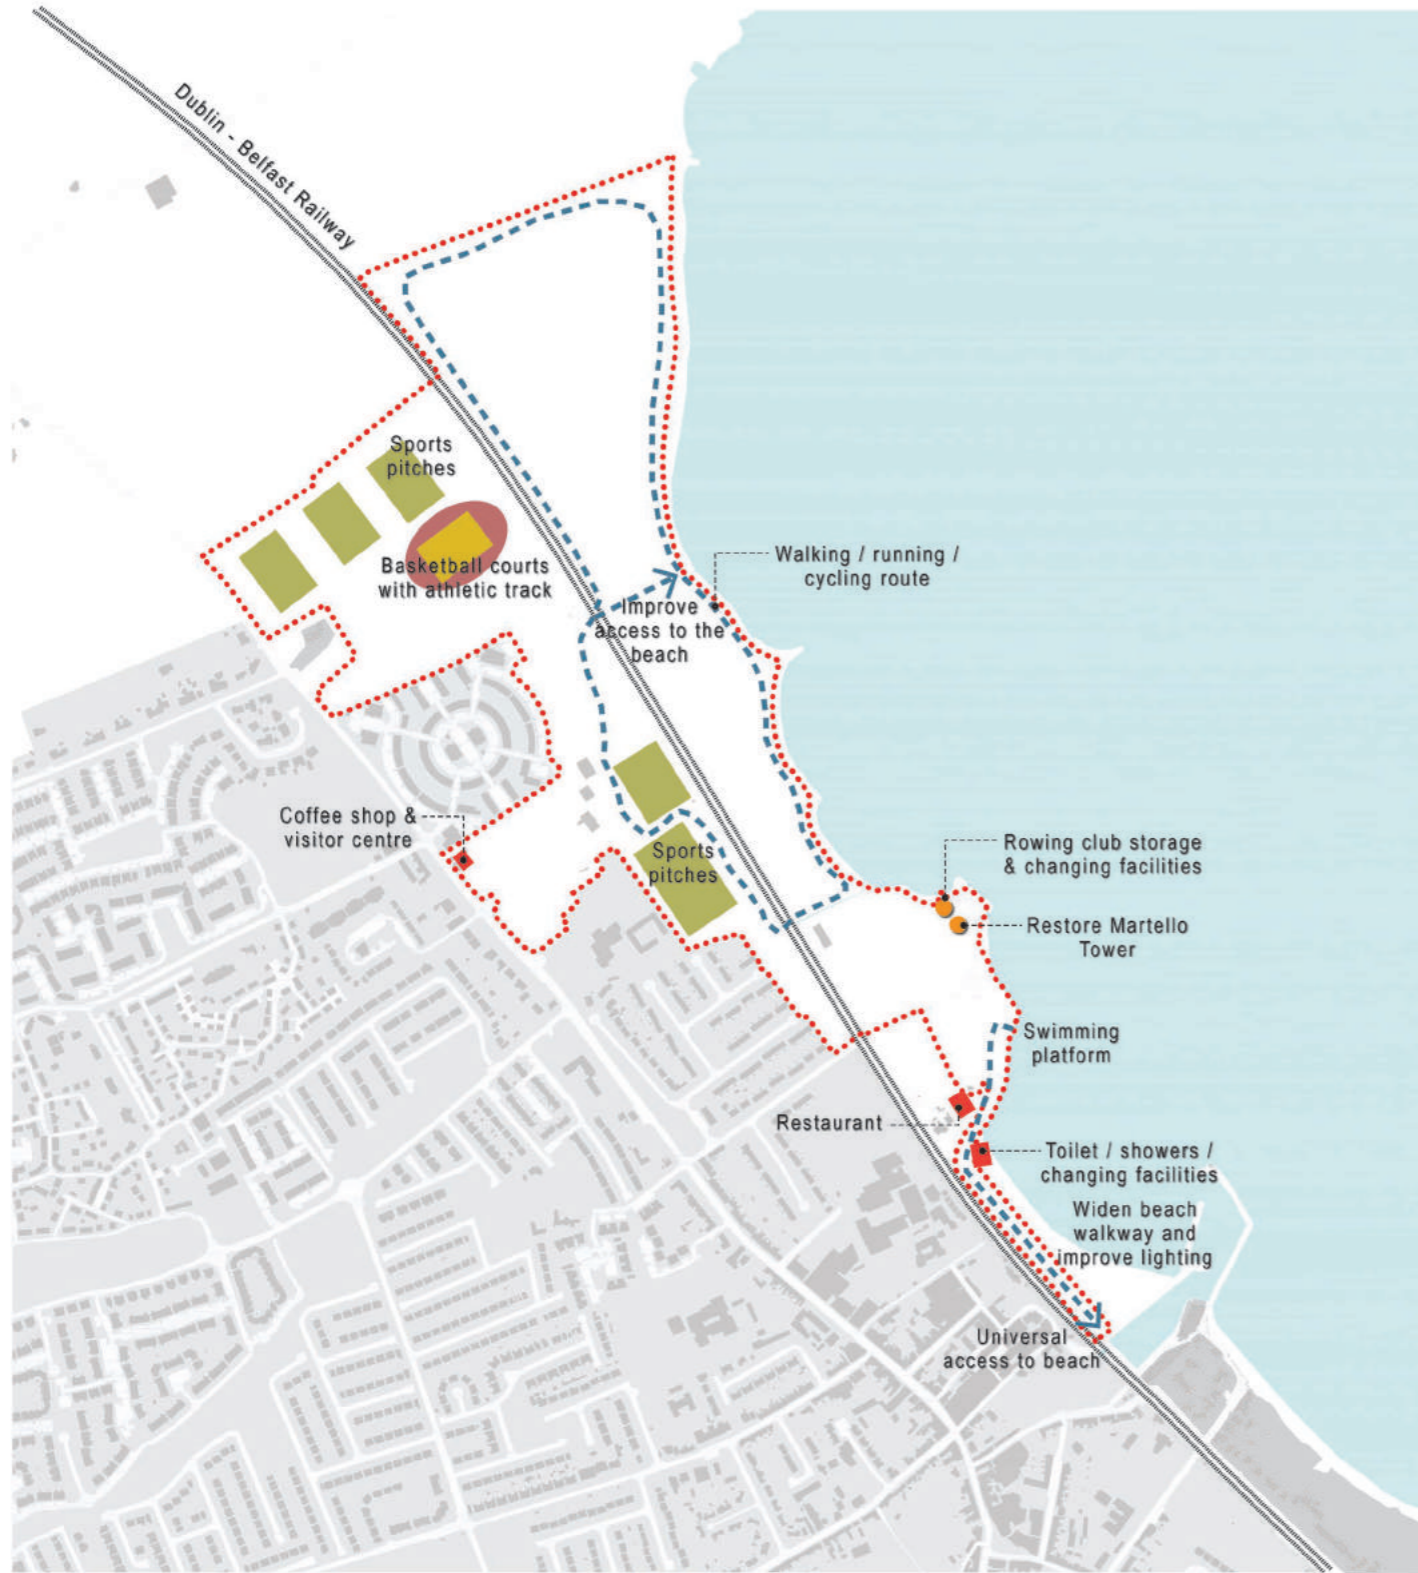 Dublin - Belfast Railway
Sports
pitches
Basketball courts
with athletic track
Walking / running /
cycling route
Improve
access to the
beach
Coffee shop &
visitor centre
Sports
pitches
Rowing club storage
& changing facilities
Restore Martello
Tower
Swimming
platform
Restaurant
Toilet / showers /
changing facilities
Widen beach
walkway and
improve lighting
Universal
access to beach